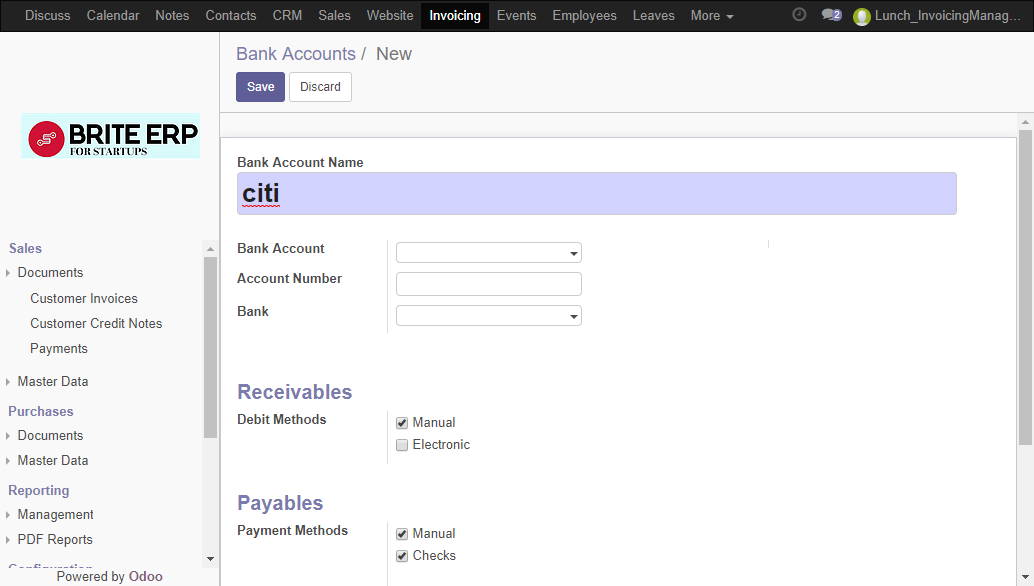 Discuss Calendar Notes Contacts CRM Sales Website Invoicing Events Employees Leaves More 2 Lunch_InvoicingManag...
Bank Accounts / New
Save Discard
BRITE ERP
FOR STARTUPS
Bank Account Name
citi
Sales
Documents
Customer Invoices
Customer Credit Notes
Payments
Master Data
Purchases
Documents
Master Data
Reporting
Management
PDF Reports
Configuration
Powered by Odoo
Bank Account
Account Number
Bank
Receivables
Debit Methods
Manual
Electronic
Payables
Payment Methods
Manual
Checks